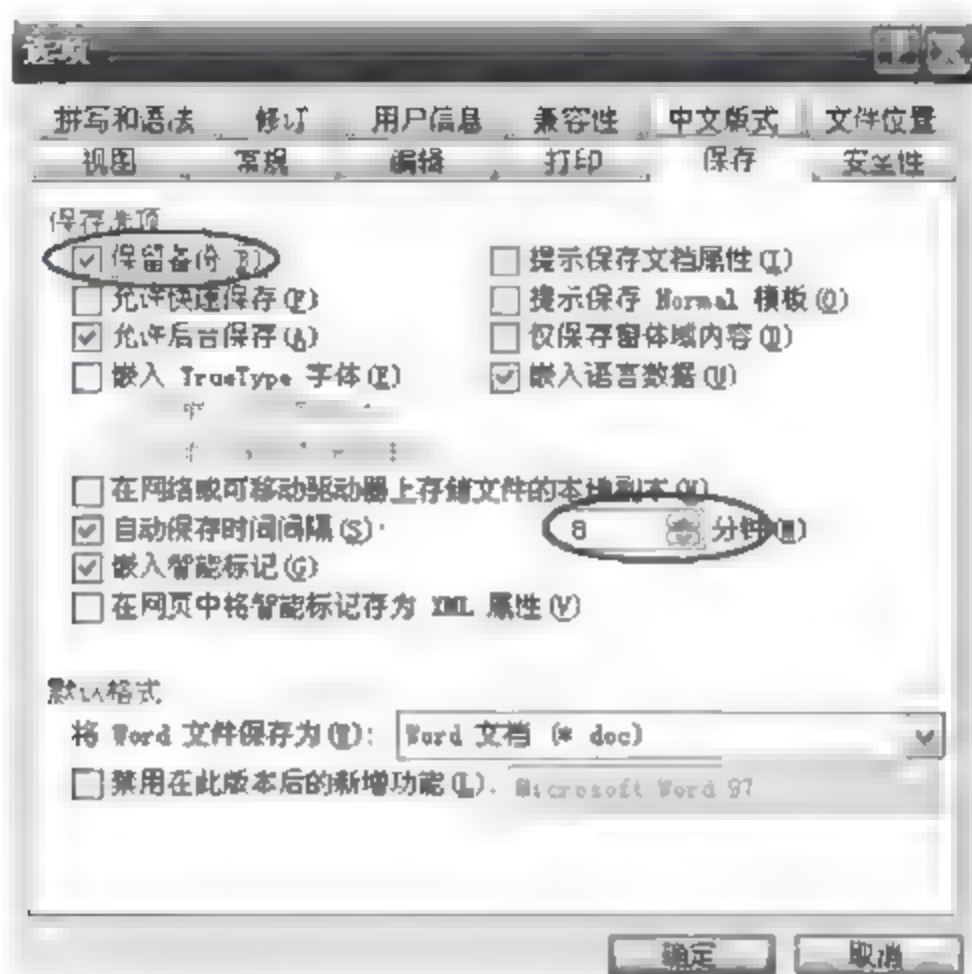 选项
拼写和语法 修订 用户信息 兼容性 中文版式 文件位置
视图 常规 编辑 打印 保存 安全性
保存选项
保留备份(B) 提示保存文档属性(I)
允许快速保存(F) 提示保存 Normal 模板(O)
允许后台保存(A) 仅保存窗体域内容(D)
嵌入 TrueType 字体(E) 嵌入语言数据(U)
在网络或可移动驱动器上存储文件的本地副本(M)
自动保存时间间隔(S): 8 分钟(M)
嵌入智能标记(G)
在网页中将智能标记存为 XML 属性(V)
默认格式
将 Word 文件保存为(W): Word 文档 (*.doc)
禁用在此版本后的新增功能(L): Microsoft Word 97
确定 取消